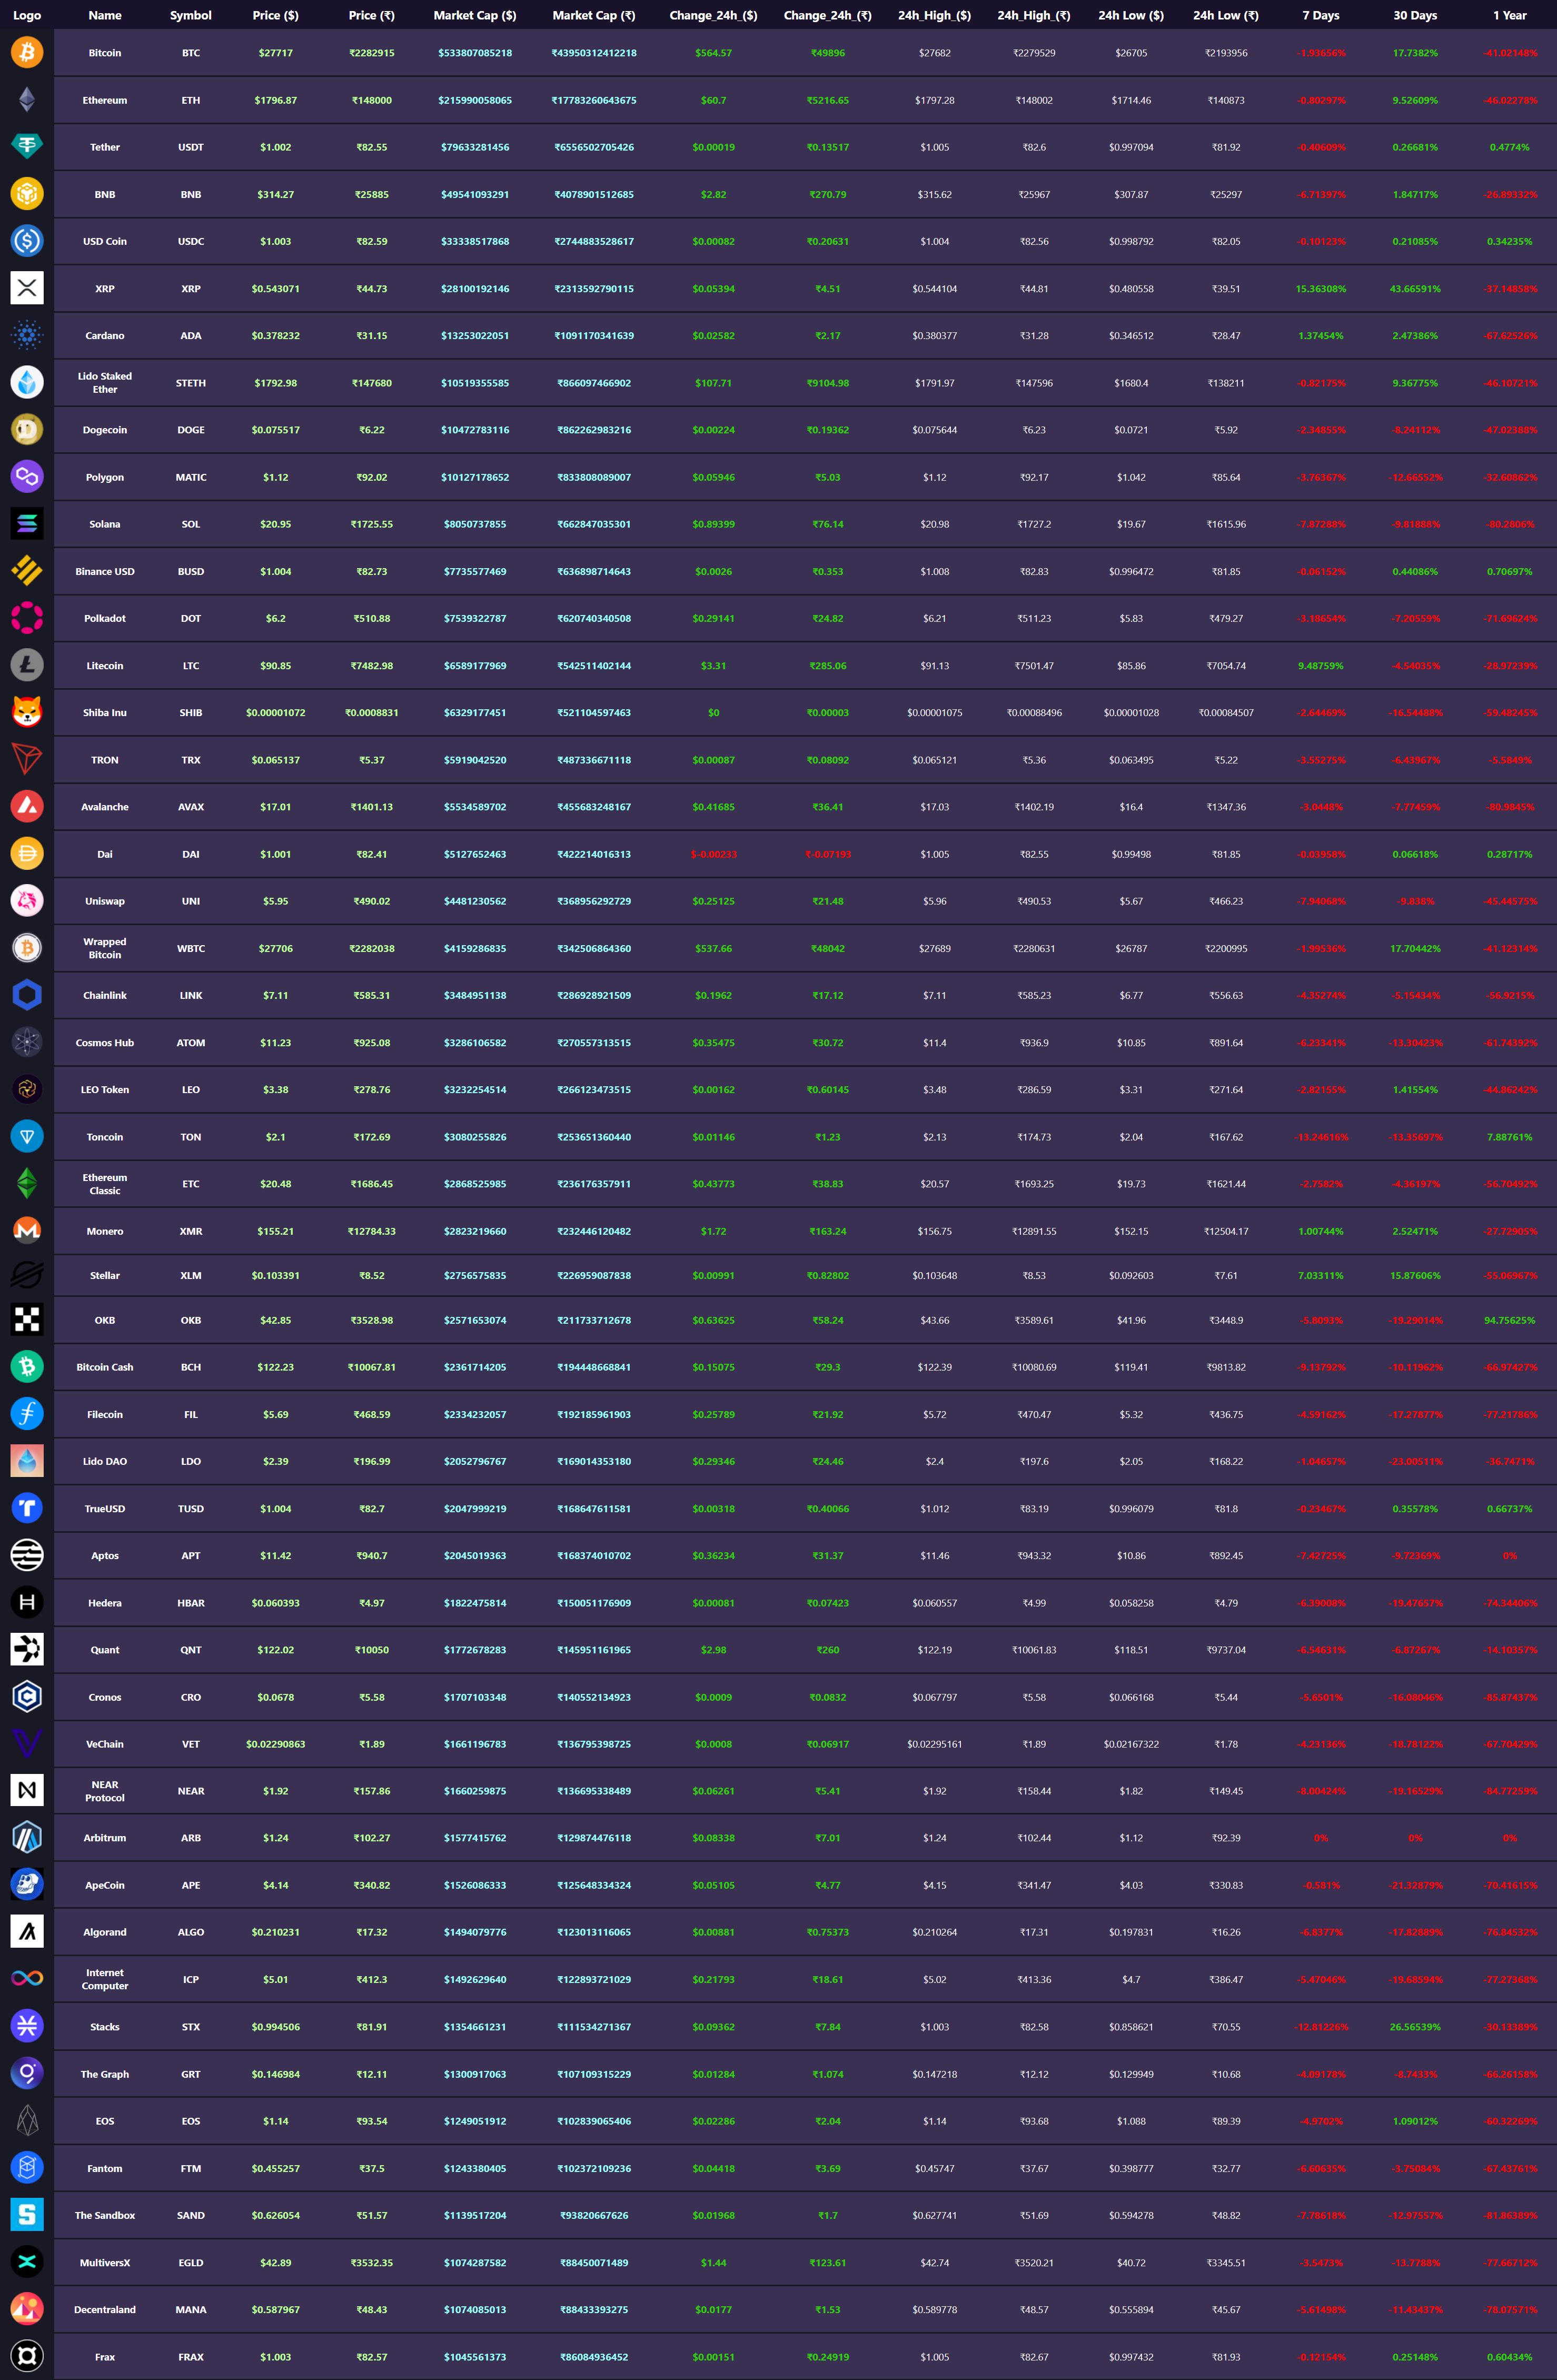 Logo Name Symbol Price ($) Price (₹) Market Cap ($) Market Cap (₹) Change_24h_($) Change_24h_(₹) 24h_High_($) 24h_High_(₹) 24h Low ($) 24h Low (₹) 7 Days 30 Days 1 Year
Bitcoin BTC $27717 ₹2282915 $533807085218 ₹43950312412218 $564.57 ₹49896 $27682 ₹2279529 $26705 ₹2193956 -1.93656% 17.7382% -41.02148%
Ethereum ETH $1796.87 ₹148000 $215990058065 ₹17783260643675 $60.7 ₹5216.65 $1797.28 ₹148002 $1714.46 ₹140873 -0.80297% 9.52609% -46.02278%
Tether USDT $1.002 ₹82.55 $79633281456 ₹6556502705426 $0.00019 ₹0.13517 $1.005 ₹82.6 $0.997094 ₹81.92 -0.40609% 0.26681% 0.4774%
BNB BNB $314.27 ₹25885 $49541093291 ₹4078901512685 $2.82 ₹270.79 $315.62 ₹25967 $307.87 ₹25297 -6.71397% 1.84717% -26.89332%
USD Coin USDC $1.003 ₹82.59 $33338517868 ₹2744883528617 $0.00082 ₹0.20631 $1.004 ₹82.56 $0.998792 ₹82.05 -0.10123% 0.21085% 0.34235%
XRP XRP $0.543071 ₹44.73 $28100192146 ₹2313592790115 $0.05394 ₹4.51 $0.544104 ₹44.81 $0.480558 ₹39.51 15.36308% 43.66591% -37.14858%
Cardano ADA $0.378232 ₹31.15 $13253022051 ₹1091170341639 $0.02582 ₹2.17 $0.380377 ₹31.28 $0.346512 ₹28.47 1.37454% 2.47386% -67.62526%
Lido Staked
Ether STETH $1792.98 ₹147680 $10519355585 ₹866097466902 $107.71 ₹9104.98 $1791.97 ₹147596 $1680.4 ₹138211 -0.82175% 9.36775% -46.10721%
Dogecoin DOGE $0.075517 ₹6.22 $10472783116 ₹862262983216 $0.00224 ₹0.19362 $0.075644 ₹6.23 $0.0721 ₹5.92 -2.34855% -8.24112% -47.02388%
Polygon MATIC $1.12 ₹92.02 $10127178652 ₹833808089007 $0.05946 ₹5.03 $1.12 ₹92.17 $1.042 ₹85.64 -3.76367% -12.66552% -32.60862%
Solana SOL $20.95 ₹1725.55 $8050737855 ₹662847035301 $0.89399 ₹76.14 $20.98 ₹1727.2 $19.67 ₹1615.96 -7.87288% -9.81888% -80.2806%
Binance USD BUSD $1.004 ₹82.73 $7735577469 ₹636898714643 $0.0026 ₹0.353 $1.008 ₹82.83 $0.996472 ₹81.85 -0.06152% 0.44086% 0.70697%
Polkadot DOT $6.2 ₹510.88 $7539322787 ₹620740340508 $0.29141 ₹24.82 $6.21 ₹511.23 $5.83 ₹479.27 -3.18654% -7.20559% -71.69624%
Litecoin LTC $90.85 ₹7482.98 $6589177969 ₹542511402144 $3.31 ₹285.06 $91.13 ₹7501.47 $85.86 ₹7054.74 9.48759% -4.54035% -28.97239%
Shiba Inu SHIB $0.00001072 ₹0.0008831 $6329177451 ₹521104597463 $0 ₹0.00003 $0.00001075 ₹0.00088496 $0.00001028 ₹0.00084507 -2.64469% -16.54488% -59.48245%
TRON TRX $0.065137 ₹5.37 $5919042520 ₹487336671118 $0.00087 ₹0.08092 $0.065121 ₹5.36 $0.063495 ₹5.22 -3.55275% -6.43967% -5.5849%
Avalanche AVAX $17.01 ₹1401.13 $5534589702 ₹455683248167 $0.41685 ₹36.41 $17.03 ₹1402.19 $16.4 ₹1347.36 -3.0448% -7.77459% -80.9845%
Dai DAI $1.001 ₹82.41 $5127652463 ₹422214016313 $-0.00233 ₹-0.07193 $1.005 ₹82.55 $0.99498 ₹81.85 -0.03958% 0.06618% 0.28717%
Uniswap UNI $5.95 ₹490.02 $4481230562 ₹368956292729 $0.25125 ₹21.48 $5.96 ₹490.53 $5.67 ₹466.23 -7.94068% -9.838% -45.44575%
Wrapped
Bitcoin WBTC $27706 ₹2282038 $4159286835 ₹342506864360 $537.66 ₹48042 $27689 ₹2280631 $26787 ₹2200995 -1.99536% 17.70442% -41.12314%
Chainlink LINK $7.11 ₹585.31 $3484951138 ₹286928921509 $0.1962 ₹17.12 $7.11 ₹585.23 $6.77 ₹556.63 -4.35274% -5.15434% -56.9215%
Cosmos Hub ATOM $11.23 ₹925.08 $3286106582 ₹270557313515 $0.35475 ₹30.72 $11.4 ₹936.9 $10.85 ₹891.64 -6.23341% -13.30423% -61.74392%
LEO Token LEO $3.38 ₹278.76 $3232254514 ₹266123473515 $0.00162 ₹0.60145 $3.48 ₹286.59 $3.31 ₹271.64 -2.82155% 1.41554% -44.86242%
Toncoin TON $2.1 ₹172.69 $3080255826 ₹253651360440 $0.01146 ₹1.23 $2.13 ₹174.73 $2.04 ₹167.62 -13.24616% -13.35697% 7.88761%
Ethereum
Classic ETC $20.48 ₹1686.45 $2868525985 ₹236176357911 $0.43773 ₹38.83 $20.57 ₹1693.25 $19.73 ₹1621.44 -2.7582% -4.36197% -56.70492%
Monero XMR $155.21 ₹12784.33 $2823219660 ₹232446120482 $1.72 ₹163.24 $156.75 ₹12891.55 $152.15 ₹12504.17 1.00744% 2.52471% -27.72905%
Stellar XLM $0.103391 ₹8.52 $2756575835 ₹226959087838 $0.00991 ₹0.82802 $0.103648 ₹8.53 $0.092603 ₹7.61 7.03311% 15.87606% -55.06967%
OKB OKB $42.85 ₹3528.98 $2571653074 ₹211733712678 $0.63625 ₹58.24 $43.66 ₹3589.61 $41.96 ₹3448.9 -5.8093% -19.29014% 94.75625%
Bitcoin Cash BCH $122.23 ₹10067.81 $2361714205 ₹194448668841 $0.15075 ₹29.3 $122.39 ₹10080.69 $119.41 ₹9813.82 -9.13792% -10.11962% -66.97427%
Filecoin FIL $5.69 ₹468.59 $2334232057 ₹192185961903 $0.25789 ₹21.92 $5.72 ₹470.47 $5.32 ₹436.75 -4.59162% -17.27877% -77.21786%
Lido DAO LDO $2.39 ₹196.99 $2052796767 ₹169014353180 $0.29346 ₹24.46 $2.4 ₹197.6 $2.05 ₹168.22 -1.04657% -23.00511% -36.7471%
TrueUSD TUSD $1.004 ₹82.7 $2047999219 ₹168647611581 $0.00318 ₹0.40066 $1.012 ₹83.19 $0.996079 ₹81.8 -0.23467% 0.35578% 0.66737%
Aptos APT $11.42 ₹940.7 $2045019363 ₹168374010702 $0.36234 ₹31.37 $11.46 ₹943.32 $10.86 ₹892.45 -7.42725% -9.72369% 0%
Hedera HBAR $0.060393 ₹4.97 $1822475814 ₹150051176909 $0.00081 ₹0.07423 $0.060557 ₹4.99 $0.058258 ₹4.79 -6.39008% -19.47657% -74.34406%
Quant QNT $122.02 ₹10050 $1772678283 ₹145951161965 $2.98 ₹260 $122.19 ₹10061.83 $118.51 ₹9737.04 -6.54631% -6.87267% -14.10357%
Cronos CRO $0.0678 ₹5.58 $1707103348 ₹140552134923 $0.0009 ₹0.0832 $0.067797 ₹5.58 $0.066168 ₹5.44 -5.6501% -16.08046% -85.87437%
VeChain VET $0.02290863 ₹1.89 $1661196783 ₹136795398725 $0.0008 ₹0.06917 $0.02295161 ₹1.89 $0.02167322 ₹1.78 -4.23136% -18.78122% -67.70429%
NEAR
Protocol NEAR $1.92 ₹157.86 $1660259875 ₹136695338489 $0.06261 ₹5.41 $1.92 ₹158.44 $1.82 ₹149.45 -8.00424% -19.16529% -84.77259%
Arbitrum ARB $1.24 ₹102.27 $1577415762 ₹129874476118 $0.08338 ₹7.01 $1.24 ₹102.44 $1.12 ₹92.39 0% 0% 0%
ApeCoin APE $4.14 ₹340.82 $1526086333 ₹125648334324 $0.05105 ₹4.77 $4.15 ₹341.47 $4.03 ₹330.83 -0.581% -21.32879% -70.41615%
Algorand ALGO $0.210231 ₹17.32 $1494079776 ₹123013116065 $0.00881 ₹0.75373 $0.210264 ₹17.31 $0.197831 ₹16.26 -6.8377% -17.82889% -76.84532%
Internet
Computer ICP $5.01 ₹412.3 $1492629640 ₹122893721029 $0.21793 ₹18.61 $5.02 ₹413.36 $4.7 ₹386.47 -5.47046% -19.68594% -77.27368%
Stacks STX $0.994506 ₹81.91 $1354661231 ₹111534271367 $0.09362 ₹7.84 $1.003 ₹82.58 $0.858621 ₹70.55 -12.81226% 26.56539% -30.13389%
The Graph GRT $0.146984 ₹12.11 $1300917063 ₹107109315229 $0.01284 ₹1.074 $0.147218 ₹12.12 $0.129949 ₹10.68 -4.09178% -8.7433% -66.26158%
EOS EOS $1.14 ₹93.54 $1249051912 ₹102839065406 $0.02286 ₹2.04 $1.14 ₹93.68 $1.088 ₹89.39 -4.9702% 1.09012% -60.32269%
Fantom FTM $0.455257 ₹37.5 $1243380405 ₹102372109236 $0.04418 ₹3.69 $0.45747 ₹37.67 $0.398777 ₹32.77 -6.60635% -3.75084% -67.43761%
The Sandbox SAND $0.626054 ₹51.57 $1139517204 ₹93820667626 $0.01968 ₹1.7 $0.627741 ₹51.69 $0.594278 ₹48.82 -7.78618% -12.97557% -81.86389%
MultiversX EGLD $42.89 ₹3532.35 $1074287582 ₹88450071489 $1.44 ₹123.61 $42.74 ₹3520.21 $40.72 ₹3345.51 -3.5473% -13.7788% -77.66712%
Decentraland MANA $0.587967 ₹48.43 $1074085013 ₹88433393275 $0.0177 ₹1.53 $0.589778 ₹48.57 $0.555894 ₹45.67 -5.61498% -11.43437% -78.07571%
Frax FRAX $1.003 ₹82.57 $1045561373 ₹86084936452 $0.00151 ₹0.24919 $1.005 ₹82.67 $0.997432 ₹81.93 -0.12154% 0.25148% 0.60434%